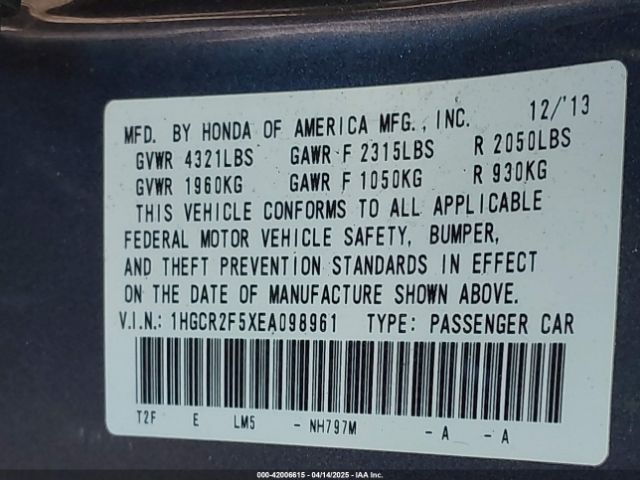 12/'13
MFD. BY HONDA OF AMERICA MFG., INC.
GVWR 4321LBS GAWR F 2315LBS R 2050LBS
GVWR 1960KG GAWR F 1050KG R 930KG
THIS VEHICLE CONFORMS TO ALL APPLICABLE
FEDERAL MOTOR VEHICLE SAFETY, BUMPER,
AND THEFT PREVENTION STANDARDS IN EFFECT
ON THE DATE OF MANUFACTURE SHOWN ABOVE.
V.I.N.: 1HGCR2F5XEA098961 TYPE: PASSENGER CAR
T2F E LM5 - NH797M - A - A
000-42006615 - 04/14/2025 - IAA Inc.